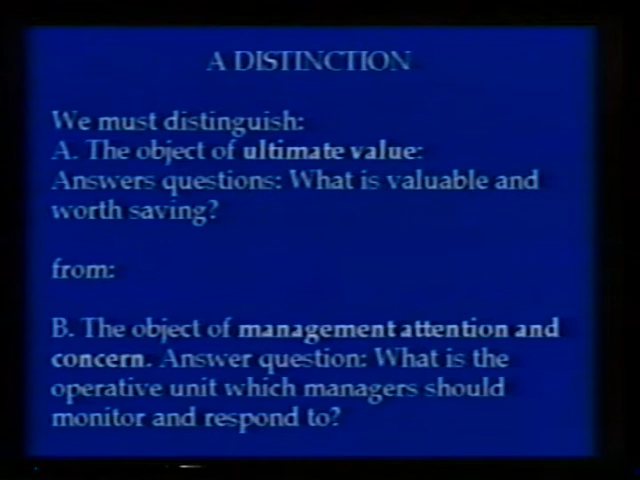 A DISTINCTION
We must distinguish:
A. The object of ultimate value:
Answers questions: What is valuable and
worth saving?
from:
B. The object of management attention and
concern. Answer question: What is the
operative unit which managers should
monitor and respond to?